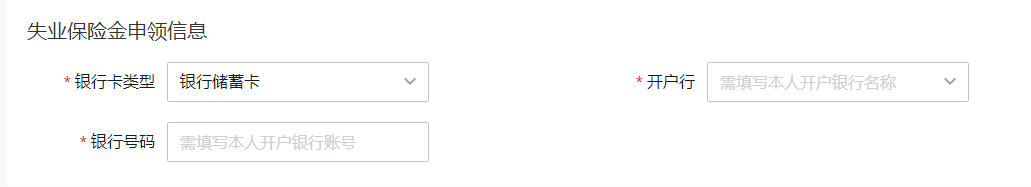 失业保险金申领信息
* 银行卡类型 银行储蓄卡 * 开户行 需填写本人开户银行名称
* 银行号码 需填写本人开户银行账号